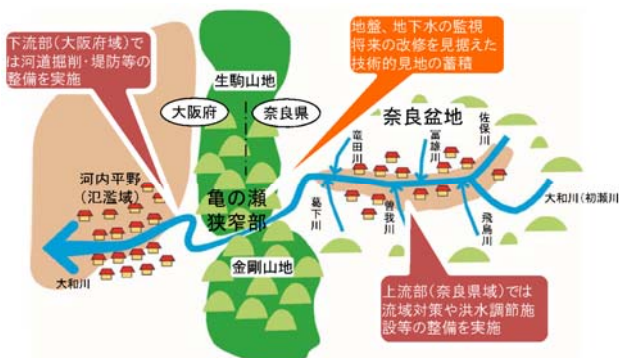 下流部(大阪府域)で
は河道掘削・堤防等の
整備を実施
地盤、地下水の監視
将来の改修を見据えた
技術的見地の蓄積
生駒山地
大阪府
奈良県
奈良盆地
佐保川
竜田川
富雄川
河内平野
(氾濫域)
亀の瀬
狭窄部
葛下川
曽我川
飛鳥川
大和川(初瀬川
金剛山地
大和川
上流部(奈良県域)では
流域対策や洪水調節施
設等の整備を実施